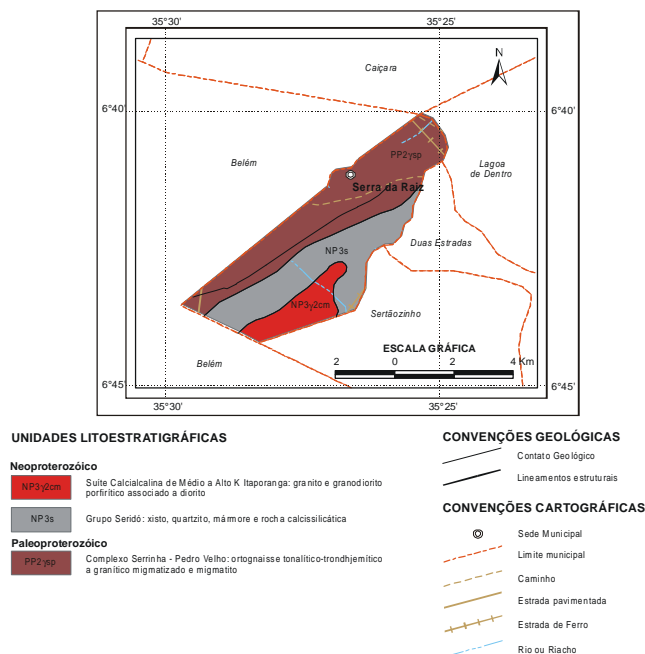 35°30' 35°25'
N
Caiçara
6°40' 6°40'
PP2γsp
Belém
Lagoa
de Dentro
Serra da Raiz
Duas Estradas
NP3s
NP3γ2cm
Sertãozinho
ESCALA GRÁFICA
Belém
2 0 2 4 Km
6°45' 6°45'
35°30' 35°25'
UNIDADES LITOESTRATIGRÁFICAS
Neoproterozóico
NP3γ2cm
Suíte Calcialcalina de Médio a Alto K Itaporanga: granito e granodiorito
porfirítico associado a diorito
NP3s
Grupo Seridó: xisto, quartzito, mármore e rocha calcissilicática
Paleoproterozóico
PP2γsp
Complexo Serrinha - Pedro Velho: ortognaisse tonalítico-trondhjemítico
a granítico migmatizado e migmatito
CONVENÇÕES GEOLÓGICAS
Contato Geológico
Lineamentos estruturais
CONVENÇÕES CARTOGRÁFICAS
Sede Municipal
Limite municipal
Caminho
Estrada pavimentada
Estrada de Ferro
Rio ou Riacho